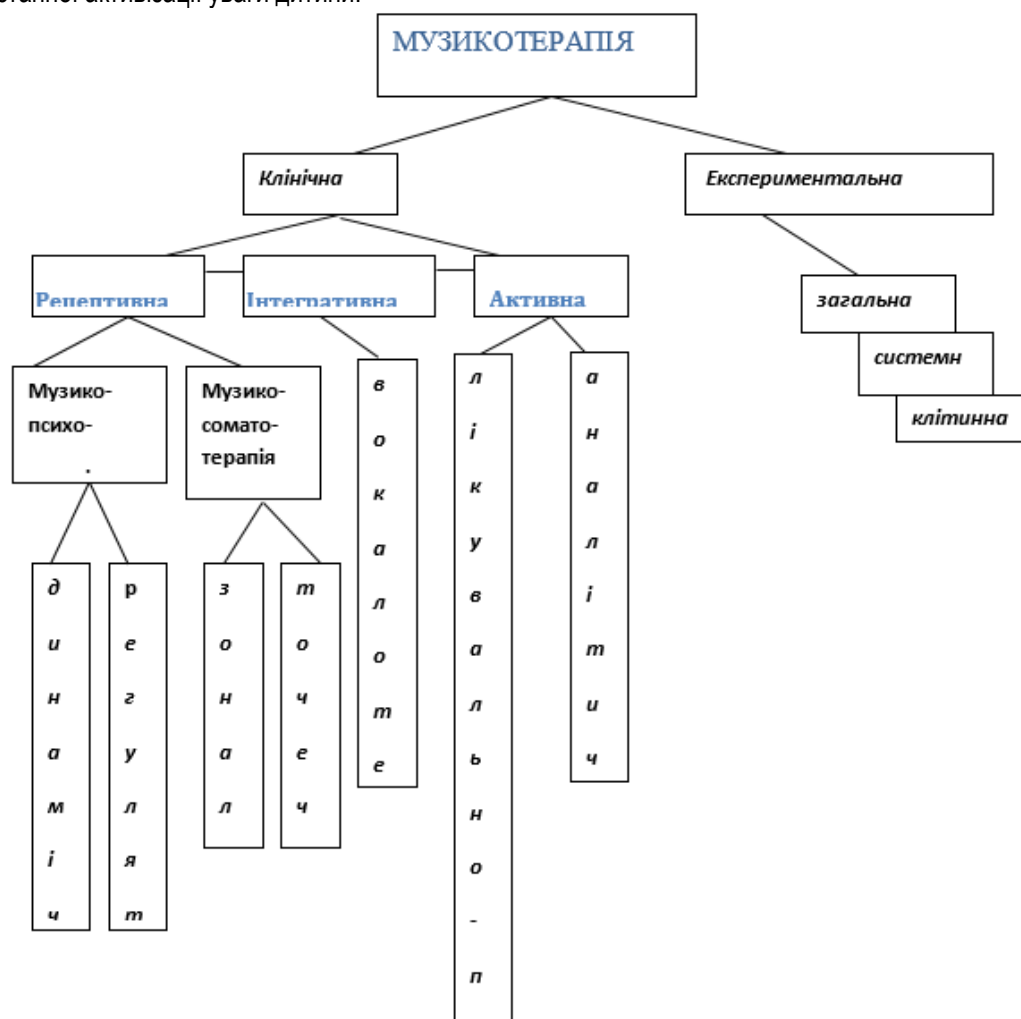 активізації уваги дитини.
МУЗИКОТЕРАПІЯ
Клінічна
Експериментальна
Рецептивна
Інтегративна
Активна
загальна
системн
клітинна
Музико-
психо-
.
Музико-
сомато-
терапія
вокалоте
лікувально-п
аналітич
динаміч
регулят
зонал
точеч